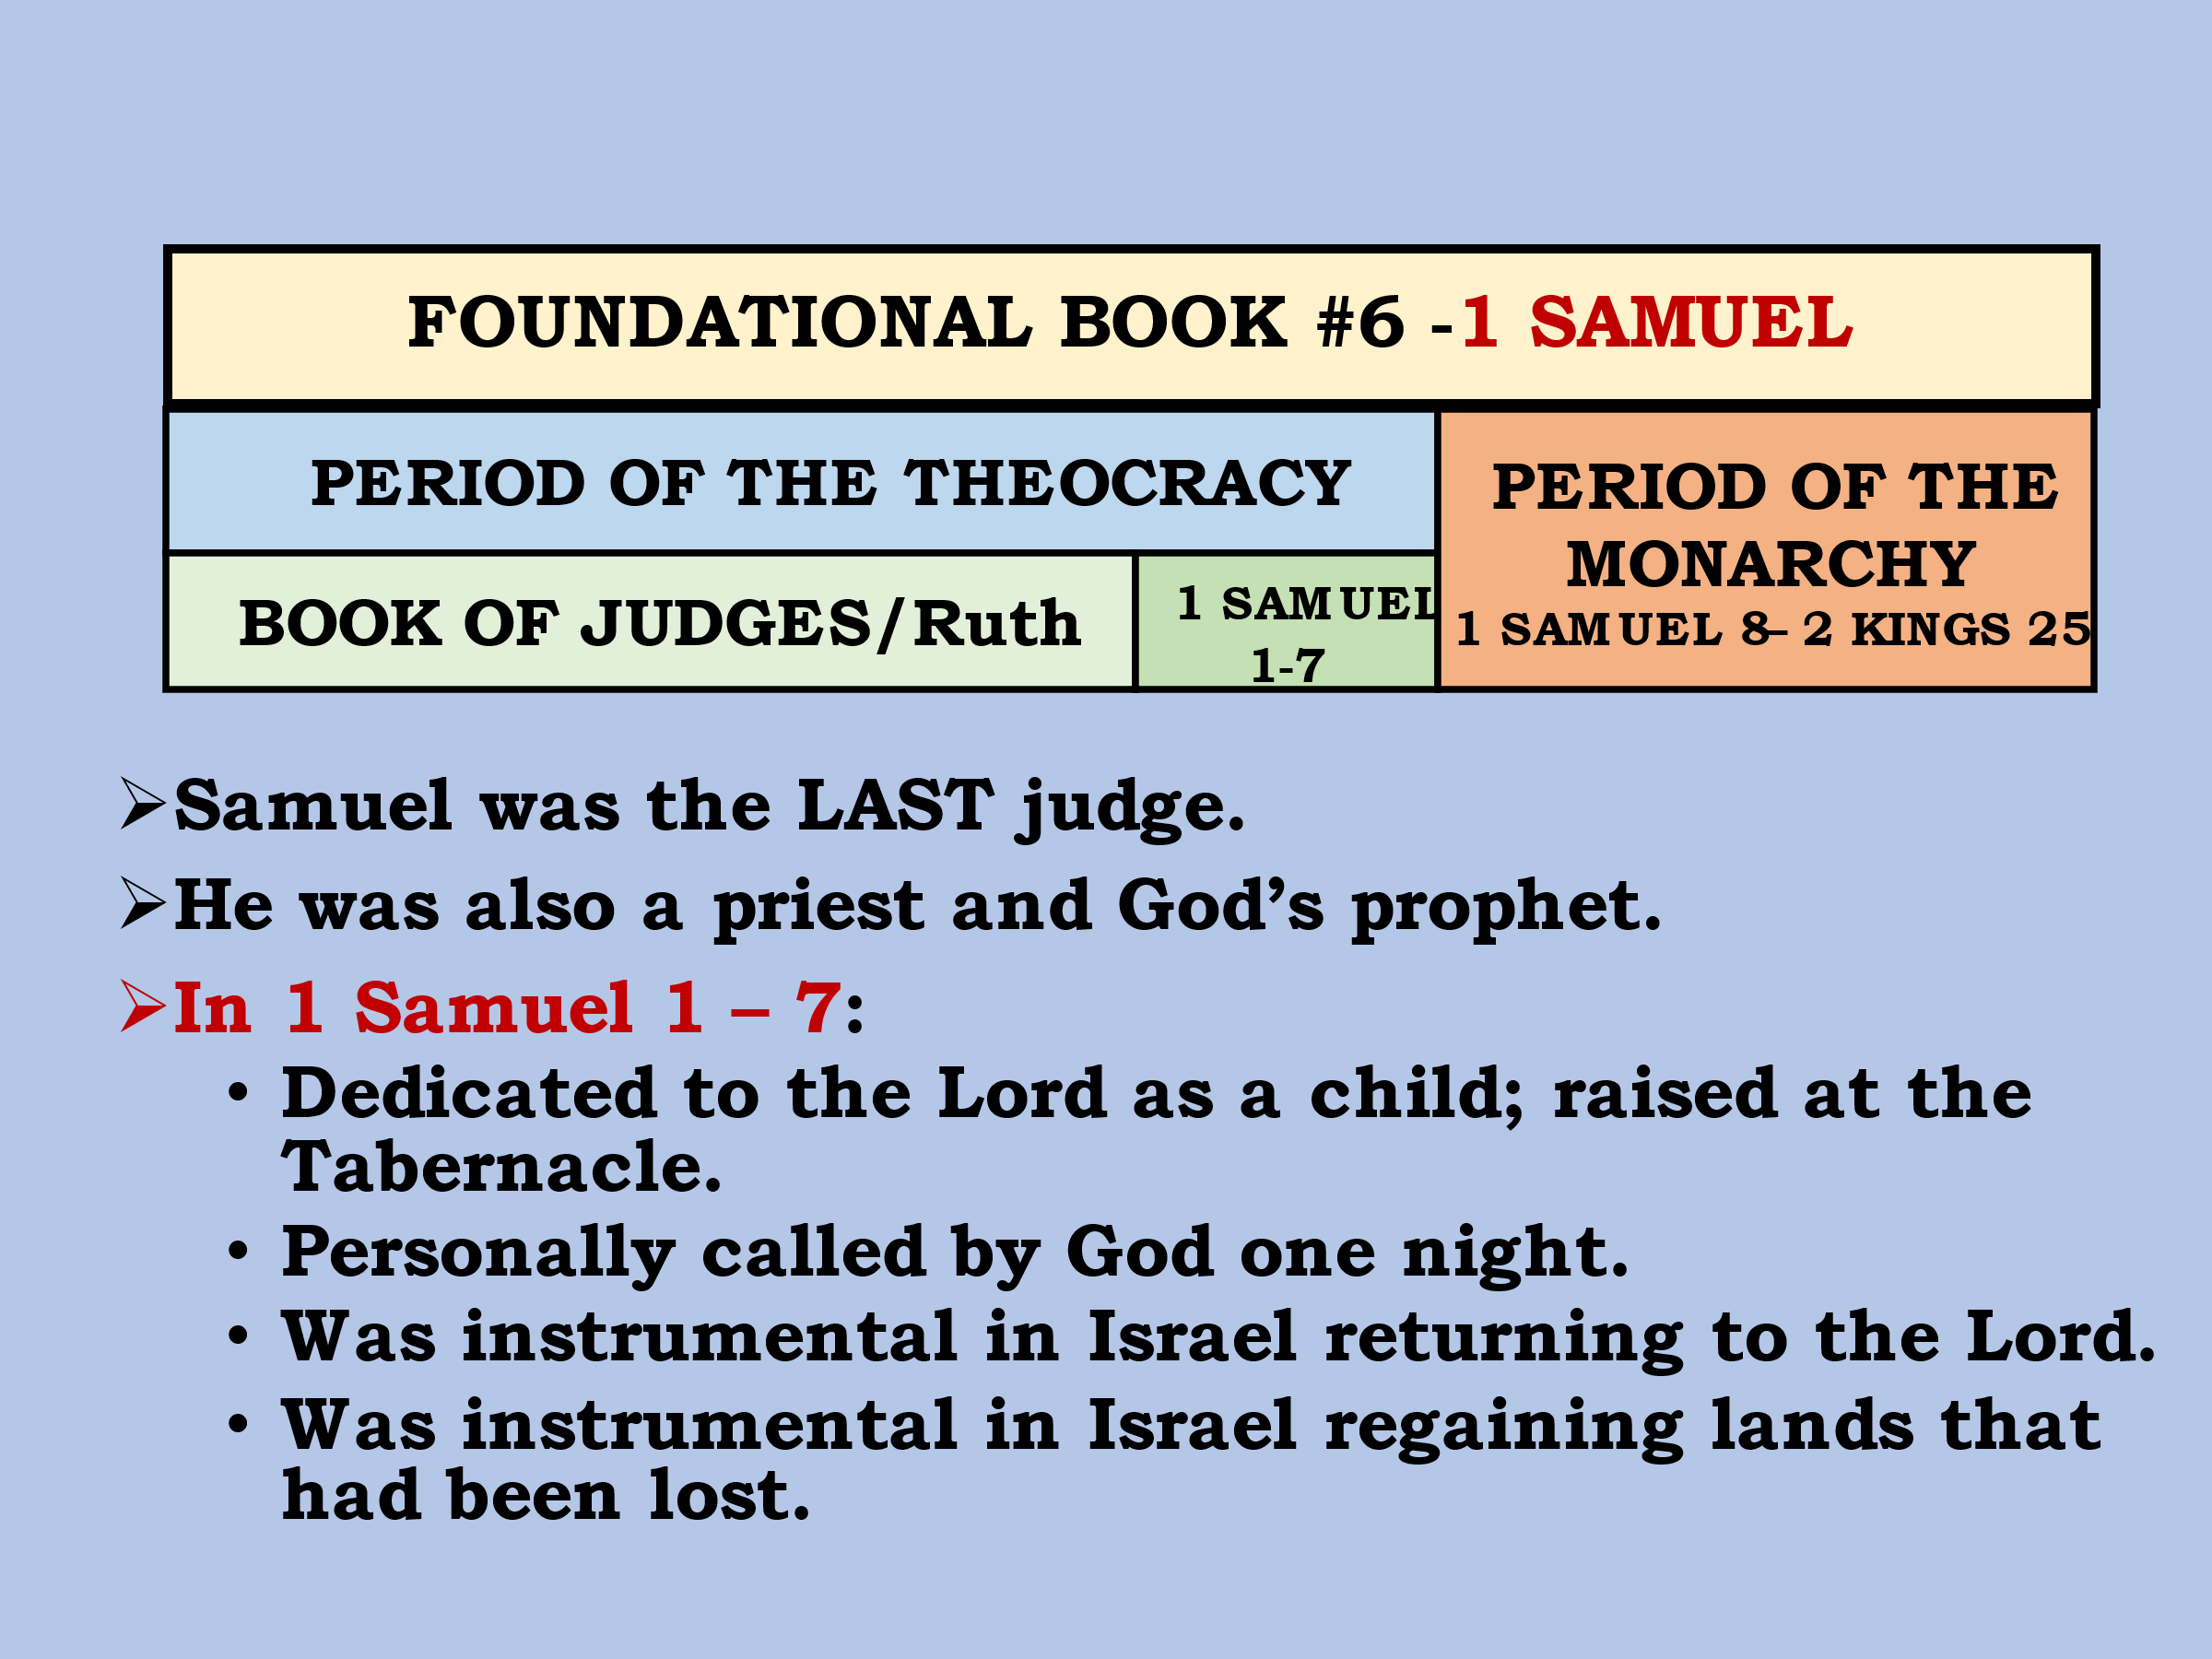 FOUNDATIONAL BOOK #6 -1 SAMUEL
PERIOD OF THE THEOCRACY
PERIOD OF THE
MONARCHY
1 SAMUEL 8– 2 KINGS 25
BOOK OF JUDGES/Ruth
1 SAMUEL
1-7
➢Samuel was the LAST judge.
➢He was also a priest and God’s prophet.
➢In 1 Samuel 1 – 7:
• Dedicated to the Lord as a child; raised at the
Tabernacle.
• Personally called by God one night.
• Was instrumental in Israel returning to the Lord.
• Was instrumental in Israel regaining lands that
had been lost.